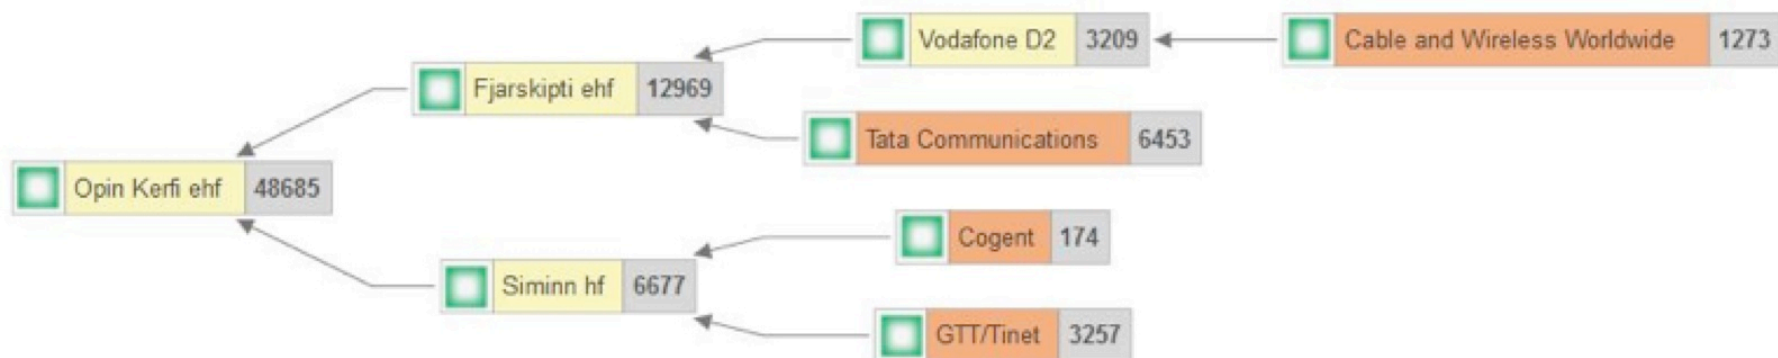 Vodafone D2 3209
Cable and Wireless Worldwide 1273
Fjarskipti ehf 12969
Tata Communications 6453
Opin Kerfi ehf 48685
Cogent 174
Siminn hf 6677
GTT/Tinet 3257